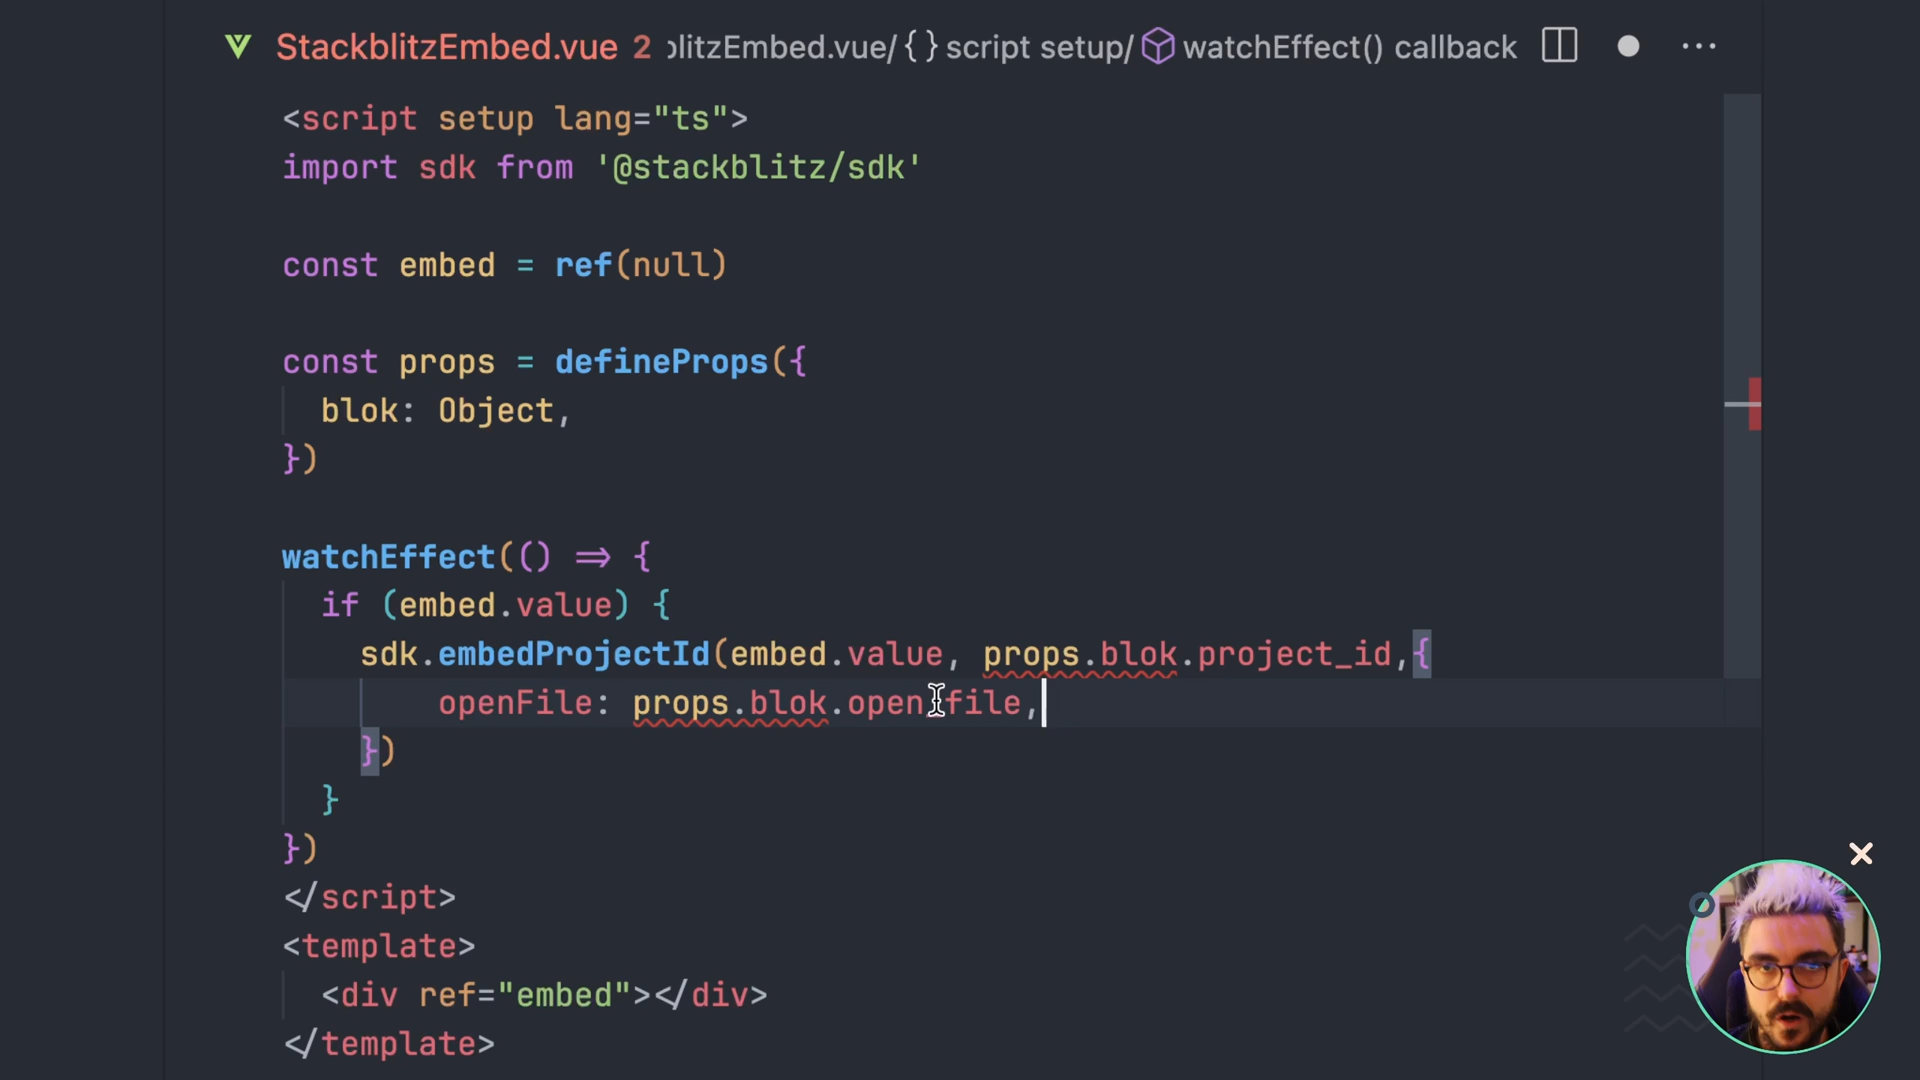 StackblitzEmbed.vue 2 blitzEmbed.vue/{} script setup/ watchEffect() callback ...
<script setup lang="ts">
import sdk from '@stackblitz/sdk'
const embed = ref(null)
const props = defineProps({
blok: Object,
})
watchEffect(() => {
if (embed.value) {
sdk.embedProjectId(embed.value, props.blok.project_id,{
openFile: props.blok.open_file,
})
}
})
</script>
<template>
<div ref="embed"></div>
</template>